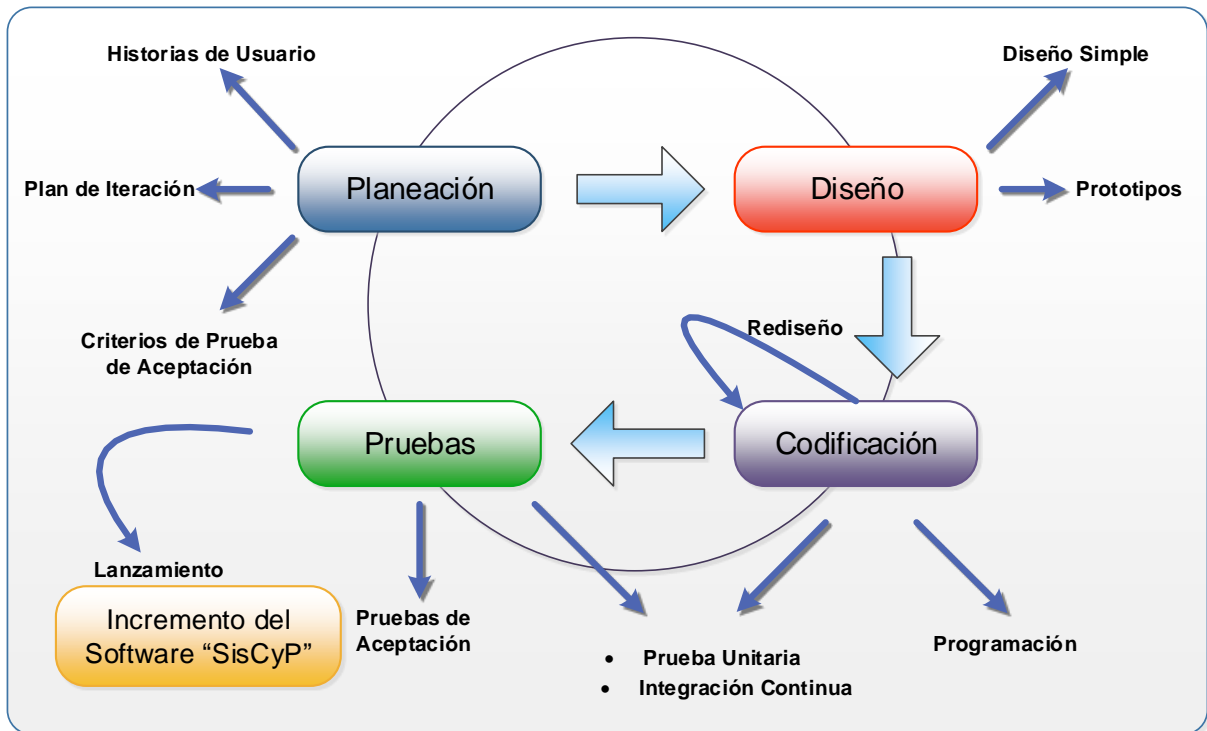 Historias de Usuario
Diseño Simple
Plan de Iteración
Planeación
Diseño
Prototipos
Criterios de Prueba
de Aceptación
Rediseño
Pruebas
Codificación
Lanzamiento
Incremento del
Software “SisCyP”
Pruebas de
Aceptación
• Prueba Unitaria
• Integración Continua
Programación